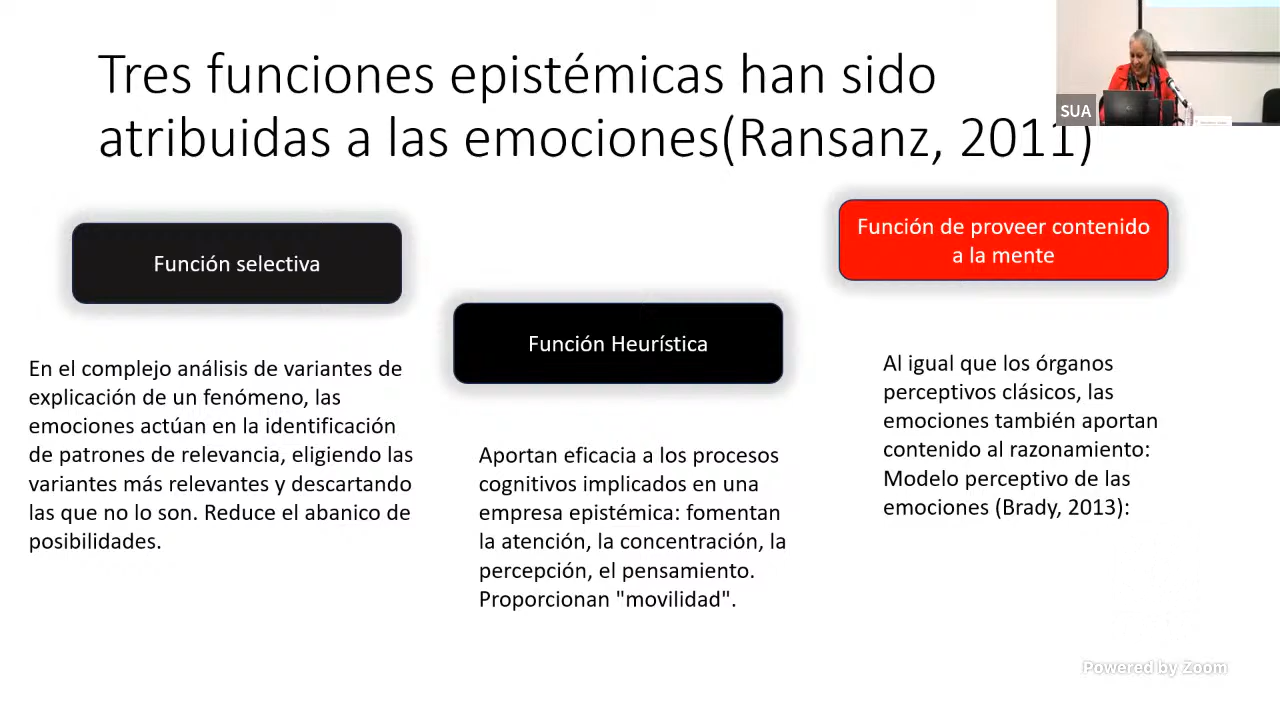 Tres funciones epistémicas han sido
atribuidas a las emociones(Ransanz, 2011)
SUA
Función selectiva
En el complejo análisis de variantes de
explicación de un fenómeno, las
emociones actúan en la identificación
de patrones de relevancia, eligiendo las
variantes más relevantes y descartando
las que no lo son. Reduce el abanico de
posibilidades.
Función Heurística
Aportan eficacia a los procesos
cognitivos implicados en una
empresa epistémica: fomentan
la atención, la concentración, la
percepción, el pensamiento.
Proporcionan "movilidad".
Función de proveer contenido
a la mente
Al igual que los órganos
perceptivos clásicos, las
emociones también aportan
contenido al razonamiento:
Modelo perceptivo de las
emociones (Brady, 2013):
Powered by Zoom